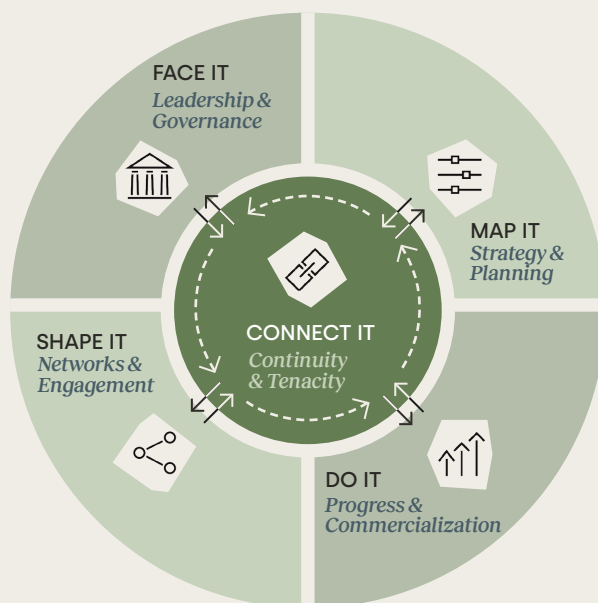 FACE IT
Leadership &
Governance
MAP IT
Strategy &
Planning
CONNECT IT
Continuity
& Tenacity
SHAPE IT
Networks &
Engagement
DO IT
Progress &
Commercialization